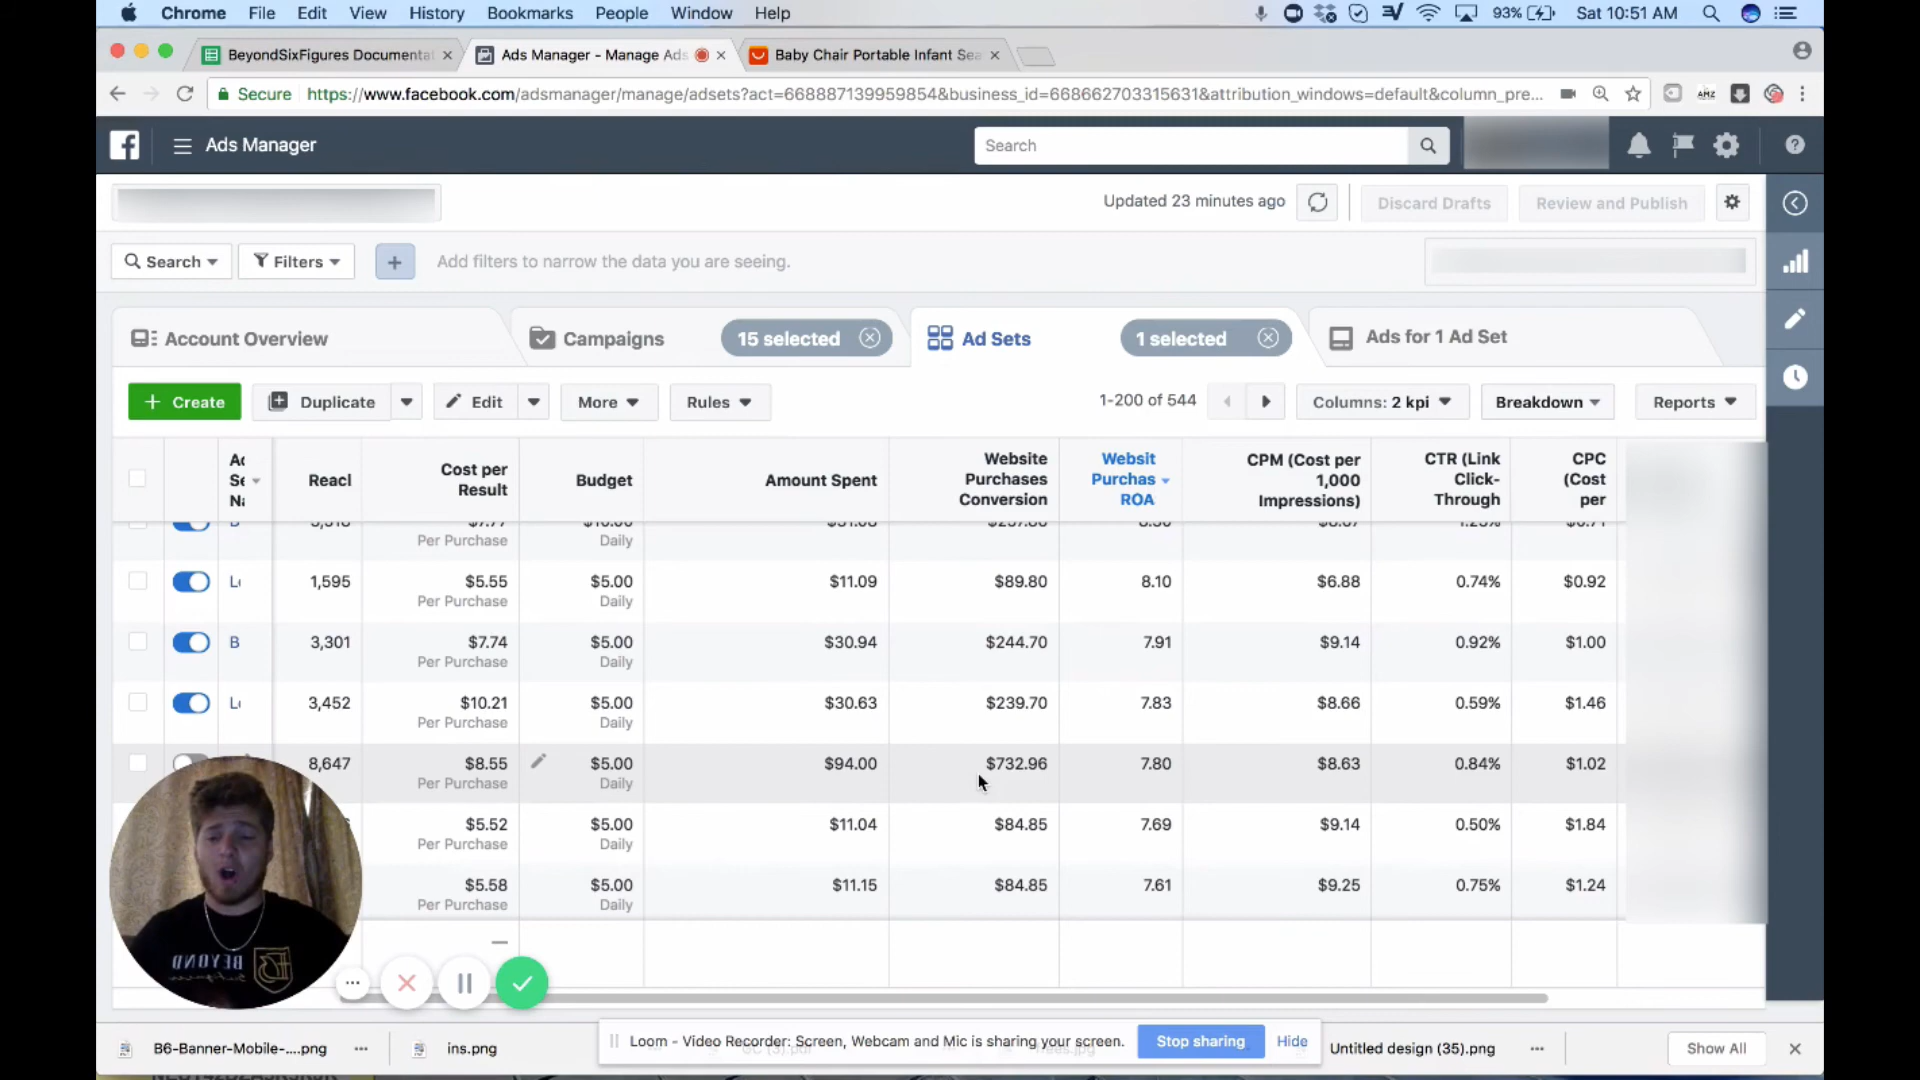 Chrome File Edit View History Bookmarks People Window Help 93% Sat 10:51 AM
BeyondSixFigures Documentat Ads Manager - Manage Ads Baby Chair Portable Infant Sea
Secure https://www.facebook.com/adsmanager/manage/adsets?act=668887139959854&business_id=668662703315631&attribution_windows=default&column_pre...
Ads Manager Search
Updated 23 minutes ago Discard Drafts Review and Publish
Search Filters + Add filters to narrow the data you are seeing.
Account Overview Campaigns 15 selected Ad Sets 1 selected Ads for 1 Ad Set
+ Create Duplicate Edit More Rules 1-200 of 544 Columns: 2 kpi Breakdown Reports
Reacl Cost per Result Budget Amount Spent Website Purchases Conversion Websit Purchas ROA CPM (Cost per 1,000 Impressions) CTR (Link Click-Through CPC (Cost per
Per Purchase Daily
1,595 $5.55 $5.00 $11.09 $89.80 8.10 $6.88 0.74% $0.92
Per Purchase Daily
B 3,301 $7.74 $5.00 $30.94 $244.70 7.91 $9.14 0.92% $1.00
Per Purchase Daily
3,452 $10.21 $5.00 $30.63 $239.70 7.83 $8.66 0.59% $1.46
Per Purchase Daily
8,647 $8.55 $5.00 $94.00 $732.96 7.80 $8.63 0.84% $1.02
Per Purchase Daily
$5.52 $5.00 $11.04 $84.85 7.69 $9.14 0.50% $1.84
Per Purchase Daily
$5.58 $5.00 $11.15 $84.85 7.61 $9.25 0.75% $1.24
Per Purchase Daily
BEYOND
B6-Banner-Mobile-....png ins.png Loom - Video Recorder: Screen, Webcam and Mic is sharing your screen. Stop sharing Hide Untitled design (35).png Show All